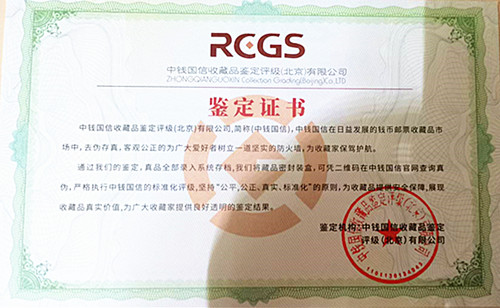 RCGS
中钱国信收藏品鉴定评级(北京)有限公司
ZHONGQIANGUOXIN Collection Grading(Beijing)Co.,LTD
鉴定证书
中钱国信收藏品鉴定评级(北京)有限公司,简称(中钱国信),中钱国信在日益发展的钱币邮票收藏品市
场中,去伪存真,客观公正的为广大爱好者树立一道坚实的防火墙,为收藏家保驾护航。
通过我们的鉴定,真品全部录入系统存档,我们将藏品密封装盒,可凭二维码在中钱国信官网查询真
伪,严格执行中钱国信的标准化评级,坚持“公平,公正,真实,标准化”的原则,为收藏品提供安全保障,展现
收藏品真实价值,为广大收藏家提供良好透明的鉴定结果。
鉴定机构:中钱国信收藏品鉴定
评级(北京)有限公司